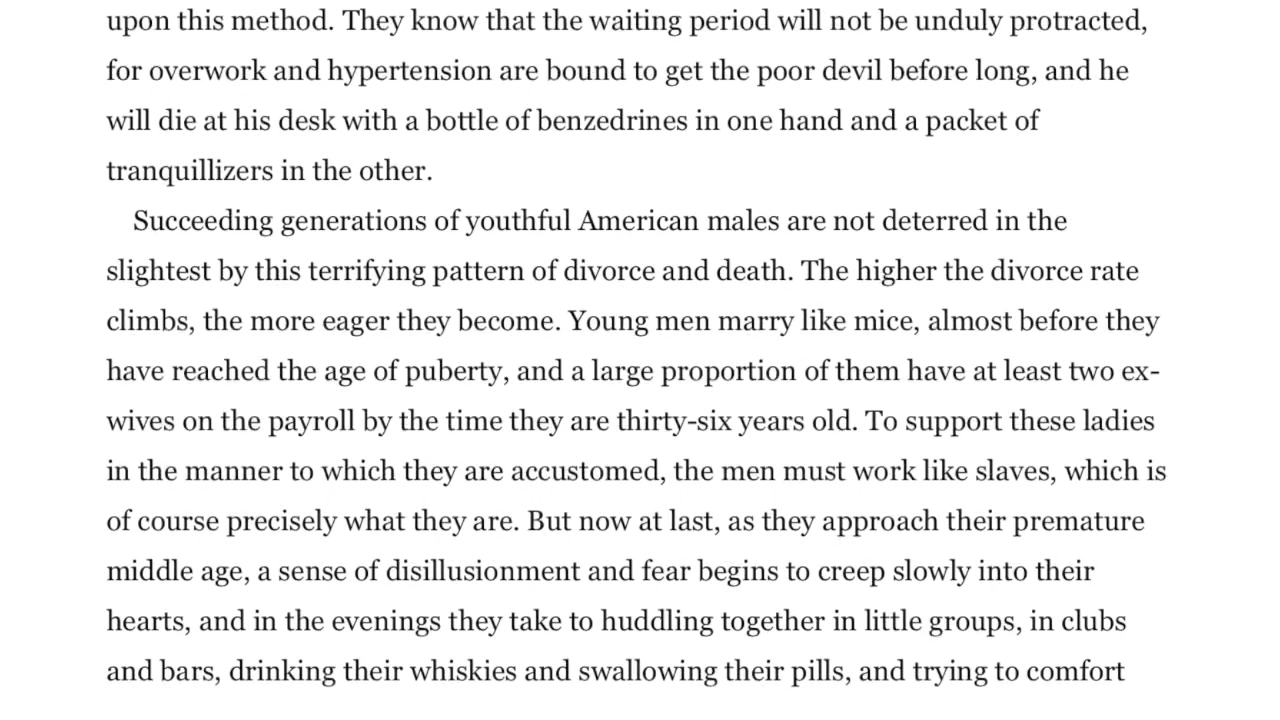 upon this method. They know that the waiting period will not be unduly protracted,
for overwork and hypertension are bound to get the poor devil before long, and he
will die at his desk with a bottle of benzedrines in one hand and a packet of
tranquillizers in the other.
Succeeding generations of youthful American males are not deterred in the
slightest by this terrifying pattern of divorce and death. The higher the divorce rate
climbs, the more eager they become. Young men marry like mice, almost before they
have reached the age of puberty, and a large proportion of them have at least two ex-
wives on the payroll by the time they are thirty-six years old. To support these ladies
in the manner to which they are accustomed, the men must work like slaves, which is
of course precisely what they are. But now at last, as they approach their premature
middle age, a sense of disillusionment and fear begins to creep slowly into their
hearts, and in the evenings they take to huddling together in little groups, in clubs
and bars, drinking their whiskies and swallowing their pills, and trying to comfort